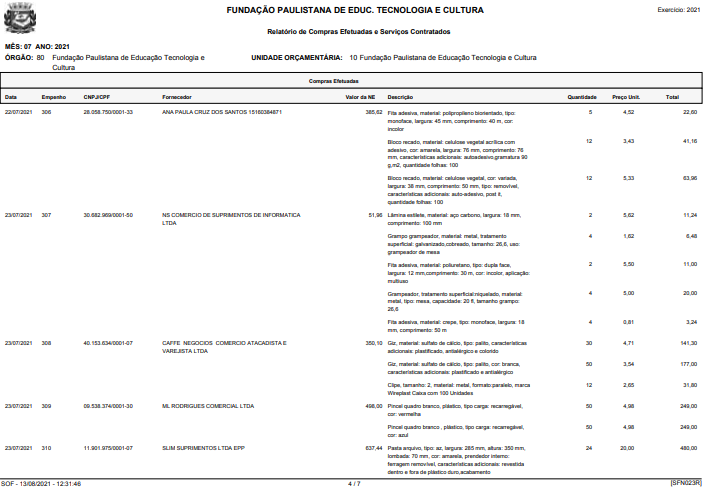 FUNDAÇÃO PAULISTANA DE EDUC. TECNOLOGIA E CULTURA
Exercício: 2021
Relatório de Compras Efetuadas e Serviços Contratados
MÊS: 07 ANO: 2021
ÓRGÃO: 80 Fundação Paulistana de Educação Tecnologia e UNIDADE ORÇAMENTÁRIA: 10 Fundação Paulistana de Educação Tecnologia e Cultura
Cultura
Compras Efetuadas
Data Empenho CNPJ/CPF Fornecedor Valor da NE Descrição Quantidade Preço Unit. Total
22/07/2021 306 28.058.750/0001-33 ANA PAULA CRUZ DOS SANTOS 15160384871 385,62 Fita adesiva, material: polipropileno biorientado, tipo: 5 4,52 22,60
monoface, largura: 45 mm, comprimento: 40 m, cor:
incolor
Bloco recado, material: celulose vegetal acrílica com 12 3,43 41,16
adesivo, cor: amarela, largura: 76 mm, comprimento: 76
mm, características adicionais: autoadesivo,gramatura 90
g,m2, quantidade folhas: 100
Bloco recado, material: celulose vegetal, cor: variada, 12 5,33 63,96
largura: 38 mm, comprimento: 50 mm, tipo: removível,
características adicionais: auto-adesivo, post it,
quantidade folhas: 100
23/07/2021 307 30.682.969/0001-50 NS COMERCIO DE SUPRIMENTOS DE INFORMATICA 51,96 Lâmina estilete, material: aço carbono, largura: 18 mm, 2 5,62 11,24
LTDA comprimento: 100 mm
Grampo grampeador, material: metal, tratamento 4 1,62 6,48
superficial: galvanizado,cobreado, tamanho: 26,6, uso:
grampeador de mesa
Fita adesiva, material: poliuretano, tipo: dupla face, 2 5,50 11,00
largura: 12 mm,comprimento: 30 m, cor: incolor, aplicação:
multiuso
Grampeador, tratamento superficial:niquelado, material 4 5,00 20,00
metal, tipo: mesa, capacidade: 20 fl, tamanho grampo:
26,6
Fita adesiva, material: crepe, tipo: monoface, largura: 18 4 0,81 3,24
mm, comprimento: 50 m
23/07/2021 308 40.153.634/0001-07 CAFFE NEGOCIOS COMERCIO ATACADISTA E 350,10 Giz, material: sulfato de cálcio, tipo: palito, características 30 4,71 141,30
VAREJISTA LTDA adicionais: plastificado, antialérgico e colorido
Giz, material: sulfato de cálcio, tipo: palito, cor: branca, 50 3,54 177,00
características adicionais: plastificado e antialérgico
Clipe, tamanho: 2, material: metal, formato:paralelo, marca 12 2,65 31,80
Wireplast Caixa com 100 Unidades
23/07/2021 309 09.538.374/0001-30 ML RODRIGUES COMERCIAL LTDA 498,00 Pincel quadro branco, plástico, tipo carga: recarregável, 50 4,98 249,00
cor: vermelha
Pincel quadro branco , plástico, tipo carga: recarregável, 50 4,98 249,00
cor: azul
23/07/2021 310 11.901.975/0001-07 SLIM SUPRIMENTOS LTDA EPP 637,44 Pasta arquivo, tipo: az, largura: 285 mm, altura: 350 mm, 24 20,00 480,00
lombada: 70 mm, cor: amarela, prendedor interno:
ferragem removível, características adicionais: revestida
dentro e fora de plástico duro,acabamento
SOF - 13/08/2021 - 12:31:46 4 / 7 [SFN023R]